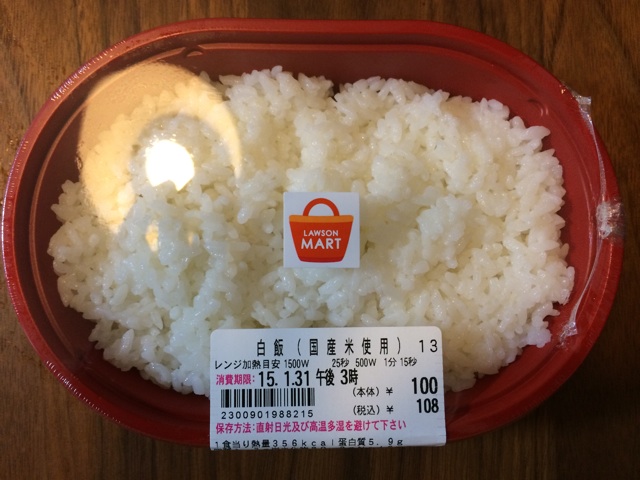 LAWSON
MART
白飯(国産米使用) 13
レンジ加熱目安 1500W 25秒 500W 1分15秒
消費期限: 15.1.31 午後 3時
(本体) ¥ 100
2300901988215
(税込) ¥ 108
保存方法:直射日光及び高温多湿を避けて下さい
1食当り熱量356kcal蛋白質5.9g